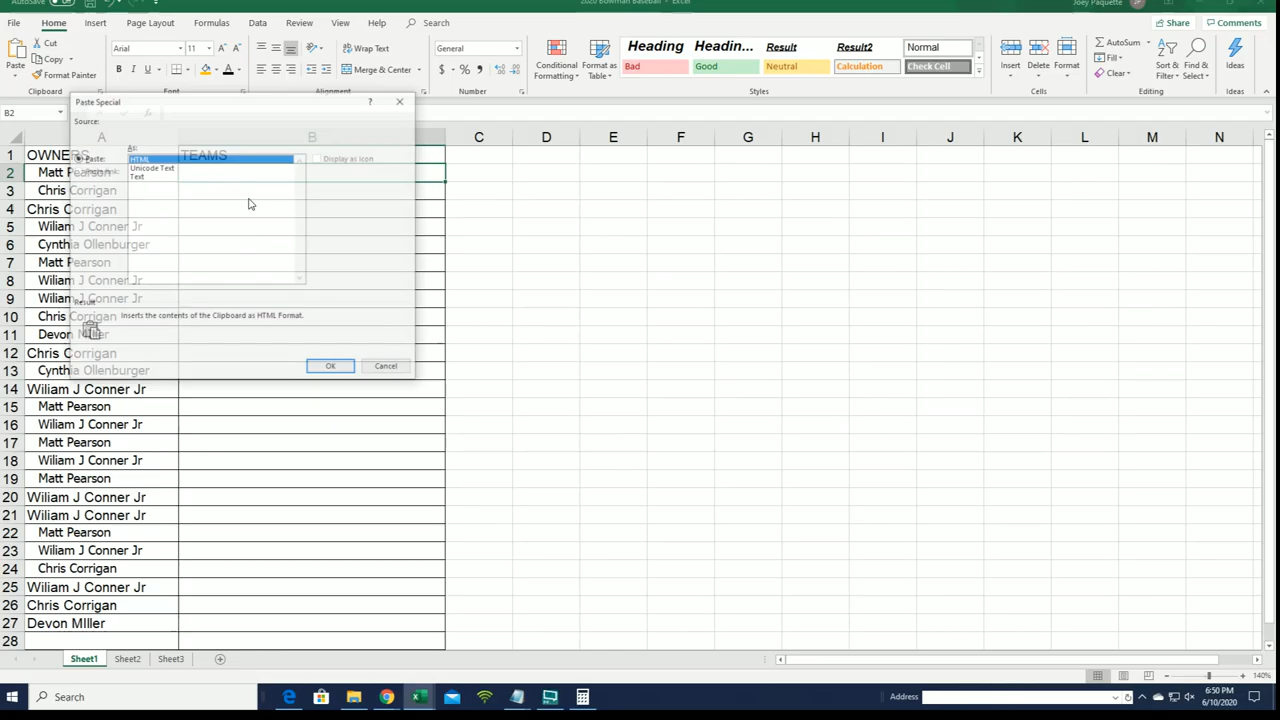 AutoSave Off 2020 Bowman Baseball - Excel Joey Paquette JP
File Home Insert Page Layout Formulas Data Review View Help Search Share Comments
Paste Cut Copy Format Painter Clipboard
Arial 11 B I U A Font
Wrap Text Merge & Center Alignment
General $ % Number
Conditional Formatting Format as Table
Heading Headin... Result Result2 Normal
Bad Good Neutral Calculation Check Cell
Styles
Insert Delete Format Cells
AutoSum Fill Clear Sort & Filter Find & Select Editing
Ideas Ideas
B2
A B C D E F G H I J K L M N
Paste Special ?
Source:
As:
Paste: HTML Display as icon
Paste link: Unicode Text
Text
Result
Inserts the contents of the Clipboard as HTML Format.
OK Cancel
1 OWNERS TEAMS
2 Matt Pearson
3 Chris Corrigan
4 Chris Corrigan
5 Wiliam J Conner Jr
6 Cynthia Ollenburger
7 Matt Pearson
8 Wiliam J Conner Jr
9 Wiliam J Conner Jr
10 Chris Corrigan
11 Devon Miller
12 Chris Corrigan
13 Cynthia Ollenburger
14 Wiliam J Conner Jr
15 Matt Pearson
16 Wiliam J Conner Jr
17 Matt Pearson
18 Wiliam J Conner Jr
19 Matt Pearson
20 Wiliam J Conner Jr
21 Wiliam J Conner Jr
22 Matt Pearson
23 Wiliam J Conner Jr
24 Chris Corrigan
25 Wiliam J Conner Jr
26 Chris Corrigan
27 Devon MIller
28
Sheet1 Sheet2 Sheet3
140%
Search Address 6:50 PM
6/10/2020